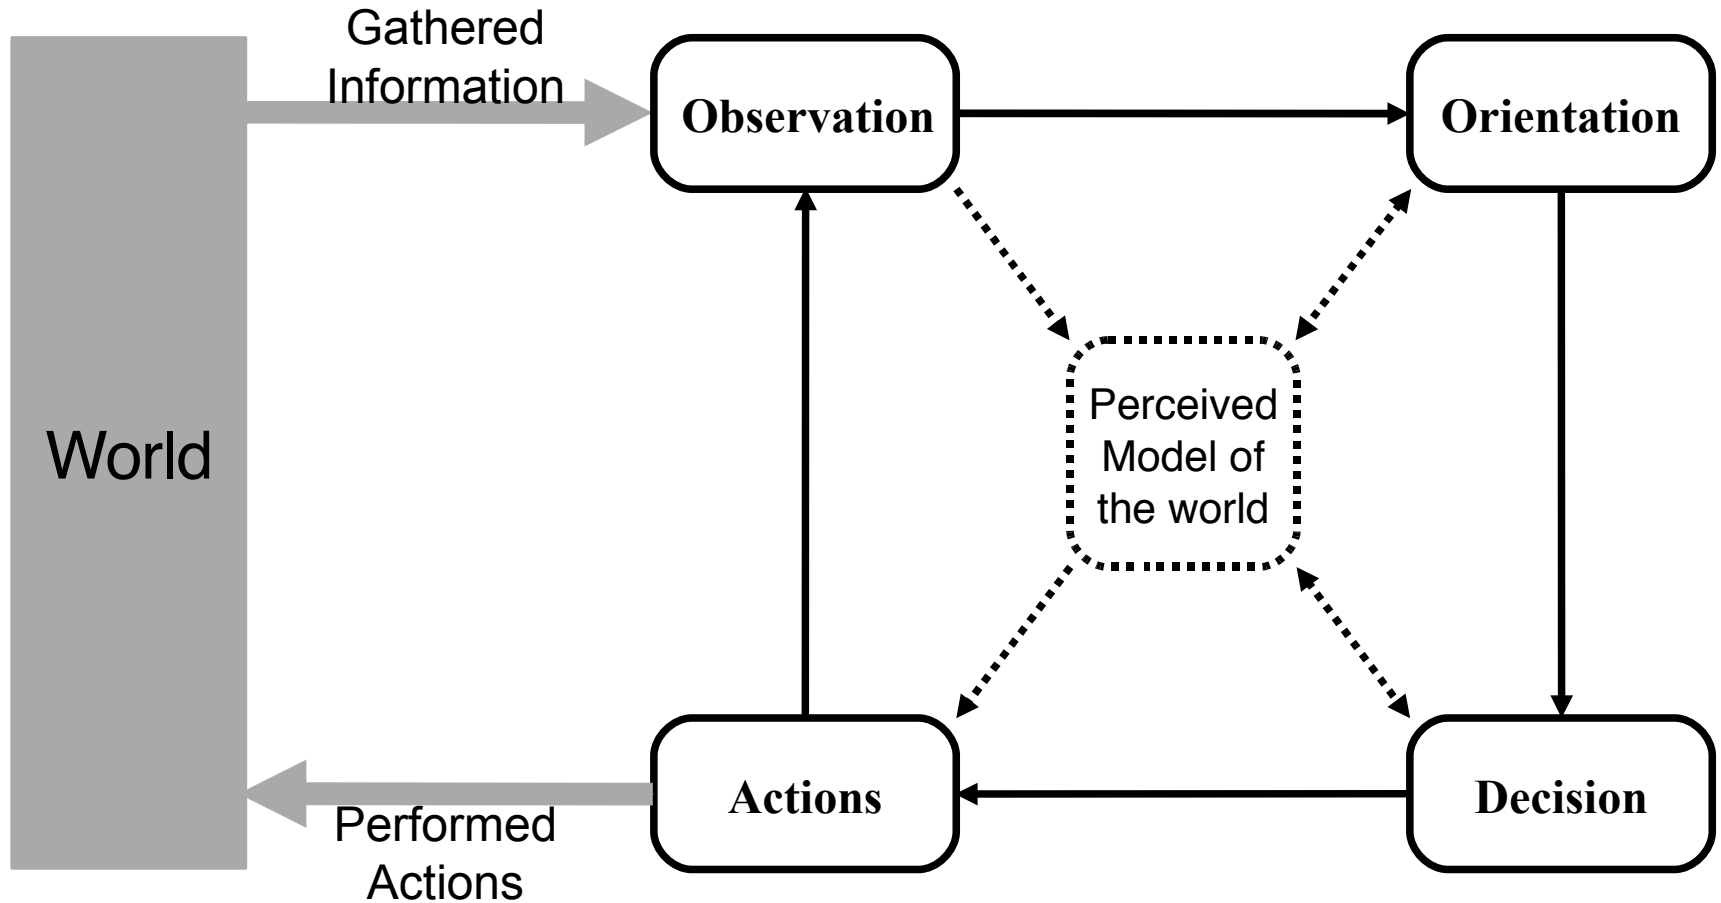 Gathered
Information
Observation
Orientation
World
Perceived
Model of
the world
Actions
Decision
Performed
Actions